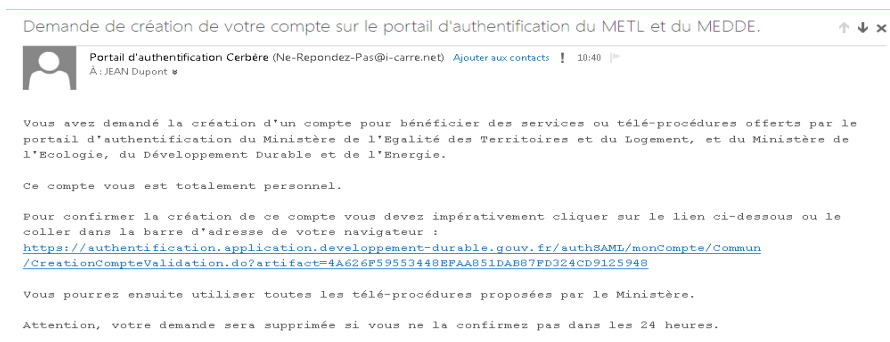 Demande de création de votre compte sur le portail d'authentification du METL et du MEDDE.
Portail d'authentification Cerbère (Ne-Repondez-Pas@i-carre.net) Ajouter aux contacts ! 10:40
À : JEAN Dupont
Vous avez demandé la création d'un compte pour bénéficier des services ou télé-procédures offerts par le
portail d'authentification du Ministère de l'Egalité des Territoires et du Logement, et du Ministère de
l'Ecologie, du Développement Durable et de l'Energie.
Ce compte vous est totalement personnel.
Pour confirmer la création de ce compte vous devez impérativement cliquer sur le lien ci-dessous ou le
coller dans la barre d'adresse de votre navigateur :
https://authentification.application.developpement-durable.gouv.fr/authSAML/monCompte/Commun
/CreationCompteValidation.do?artifact=4A626F59553448EFAA851DAB87FD324CD9125948
Vous pourrez ensuite utiliser toutes les télé-procédures proposées par le Ministère.
Attention, votre demande sera supprimée si vous ne la confirmez pas dans les 24 heures.